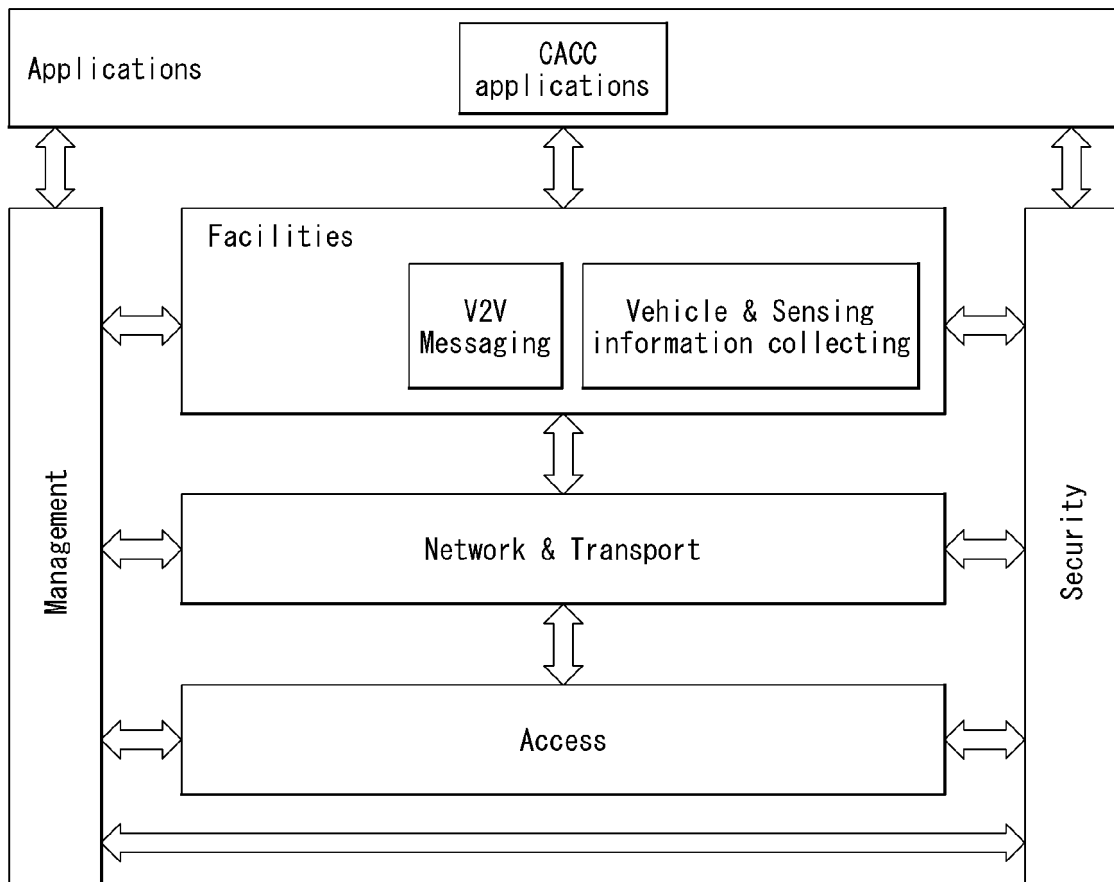 Applications
CACC
applications
Facilities
V2V
Messaging
Vehicle & Sensing
information collecting
Management
Network & Transport
Security
Access